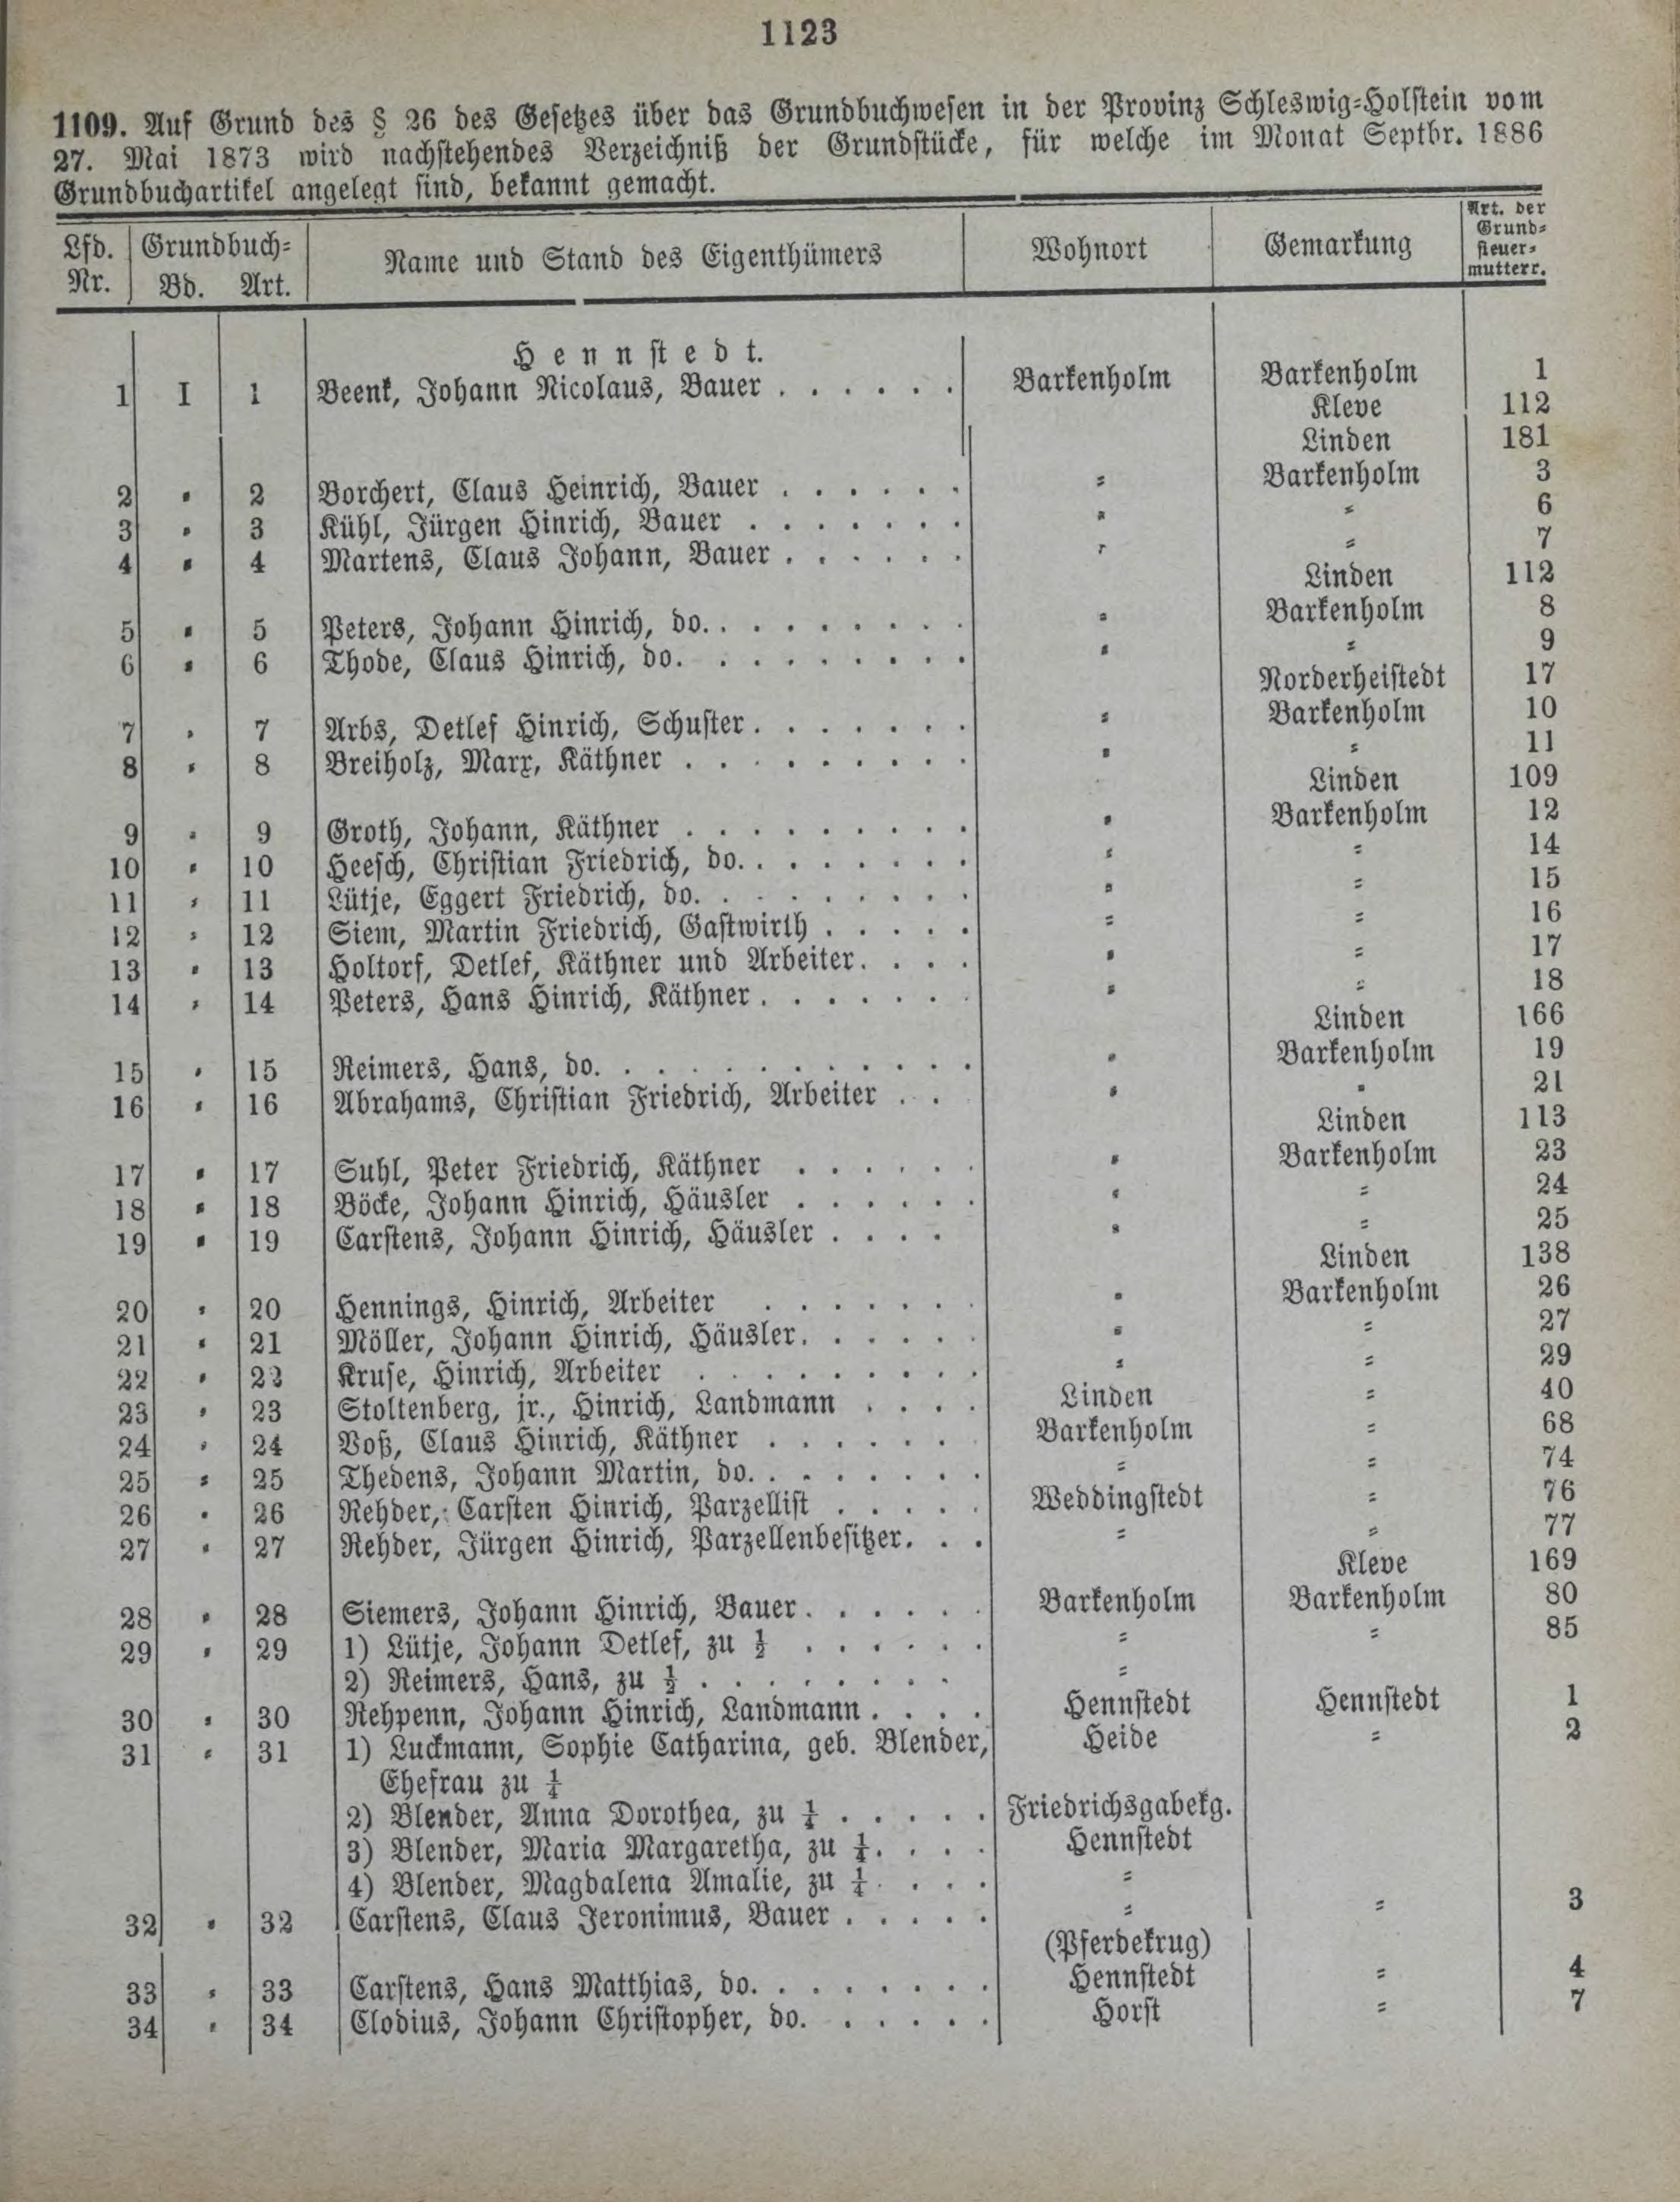 1123
1109. Auf Grund des § 26 des Gesetzes über das Grundbuchwesen in der Provinz Schleswig-Holstein vom
27. Mai 1873 wird nachstehendes Verzeichniß der Grundstücke, für welche im Monat Septbr. 1886
Grundbuchartikel angelegt sind, bekannt gemacht.
Lfd. Nr. | Grundbuch- Bd. Art. | Name und Stand des Eigenthümers | Wohnort | Gemarkung | Art. der Grundsteuermutterr.
Hennstedt.
1 I 1 Beenk, Johann Nicolaus, Bauer . . . . . . Barkenholm Barkenholm 1
Kleve 112
Linden 181
2 " 2 Borchert, Claus Heinrich, Bauer . . . . . . " Barkenholm 3
3 " 3 Kühl, Jürgen Hinrich, Bauer . . . . . . . " " 6
4 " 4 Martens, Claus Johann, Bauer . . . . . . " " 7
Linden 112
5 " 5 Peters, Johann Hinrich, do. . . . . . . . . " Barkenholm 8
6 " 6 Thode, Claus Hinrich, do. . . . . . . . . " " 9
Norderheistedt 17
7 " 7 Arbs, Detlef Hinrich, Schuster . . . . . . . " Barkenholm 10
8 " 8 Breiholz, Marx, Käthner . . . . . . . . . " " 11
Linden 109
9 " 9 Groth, Johann, Käthner . . . . . . . . . " Barkenholm 12
10 " 10 Heesch, Christian Friedrich, do. . . . . . . . " " 14
11 " 11 Lütje, Eggert Friedrich, do. . . . . . . . . " " 15
12 " 12 Siem, Martin Friedrich, Gastwirth . . . . . " " 16
13 " 13 Holtorf, Detlef, Käthner und Arbeiter . . . . " " 17
14 " 14 Peters, Hans Hinrich, Käthner . . . . . . . " " 18
Linden 166
15 " 15 Reimers, Hans, do. . . . . . . . . . . . " Barkenholm 19
16 " 16 Abrahams, Christian Friedrich, Arbeiter . . " " 21
Linden 113
17 " 17 Suhl, Peter Friedrich, Käthner . . . . . . " Barkenholm 23
18 " 18 Böcke, Johann Hinrich, Häusler . . . . . . " " 24
19 " 19 Carstens, Johann Hinrich, Häusler . . . . " " 25
Linden 138
20 " 20 Hennings, Hinrich, Arbeiter . . . . . . . " Barkenholm 26
21 " 21 Möller, Johann Hinrich, Häusler . . . . . . " " 27
22 " 22 Kruse, Hinrich, Arbeiter . . . . . . . . . " " 29
23 " 23 Stoltenberg, jr., Hinrich, Landmann . . . . Linden " 40
24 " 24 Voß, Claus Hinrich, Käthner . . . . . . Barkenholm " 68
25 " 25 Thedens, Johann Martin, do. . . . . . . . " " 74
26 " 26 Rehder, Carsten Hinrich, Parzellist . . . . . Weddingstedt " 76
27 " 27 Rehder, Jürgen Hinrich, Parzellenbesitzer . . . " " 77
Kleve 169
28 " 28 Siemers, Johann Hinrich, Bauer . . . . . . Barkenholm Barkenholm 80
29 " 29 1) Lütje, Johann Detlef, zu ½ . . . . . . " " 85
2) Reimers, Hans, zu ½ . . . . . . . . "
30 " 30 Rehpenn, Johann Hinrich, Landmann . . . . Hennstedt Hennstedt 1
31 " 31 1) Luckmann, Sophie Catharina, geb. Blender, Heide " 2
Ehefrau zu ¼
2) Blender, Anna Dorothea, zu ¼ . . . . . Friedrichsgabekg.
3) Blender, Maria Margaretha, zu ¼ . . . . Hennstedt
4) Blender, Magdalena Amalie, zu ¼ . . . . "
32 " 32 Carstens, Claus Jeronimus, Bauer . . . . . " " 3
(Pferdekrug)
33 " 33 Carstens, Hans Matthias, do. . . . . . . . Hennstedt " 4
34 " 34 Clodius, Johann Christopher, do. . . . . . Horst " 7